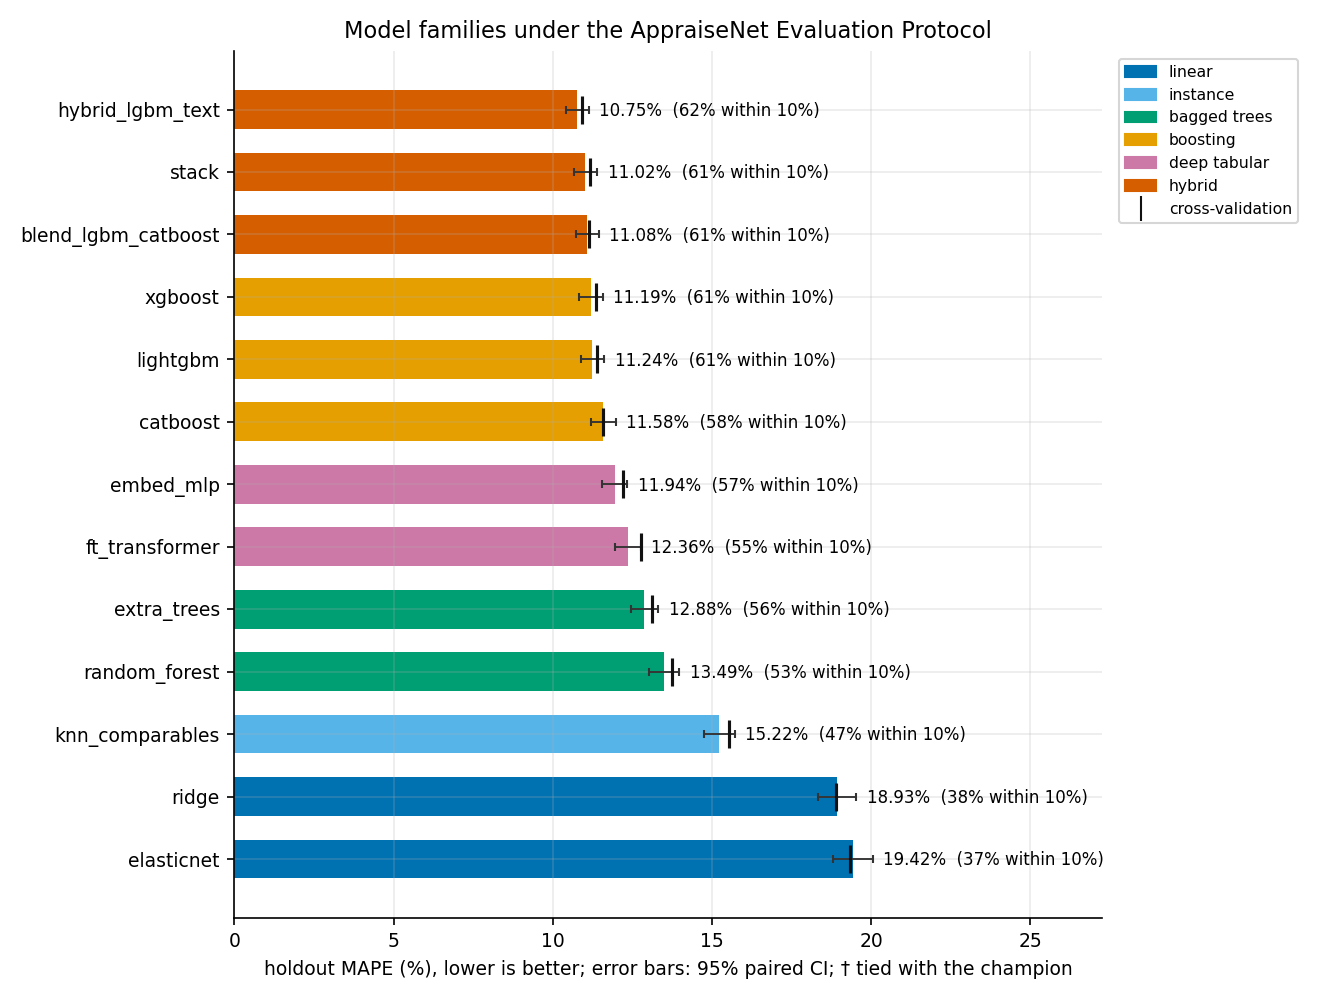 Model families under the AppraiseNet Evaluation Protocol
hybrid_lgbm_text
10.75% (62% within 10%)
stack
11.02% (61% within 10%)
blend_lgbm_catboost
11.08% (61% within 10%)
xgboost
11.19% (61% within 10%)
lightgbm
11.24% (61% within 10%)
catboost
11.58% (58% within 10%)
embed_mlp
11.94% (57% within 10%)
ft_transformer
12.36% (55% within 10%)
extra_trees
12.88% (56% within 10%)
random_forest
13.49% (53% within 10%)
knn_comparables
15.22% (47% within 10%)
ridge
18.93% (38% within 10%)
elasticnet
19.42% (37% within 10%)
0 5 10 15 20 25
holdout MAPE (%), lower is better; error bars: 95% paired CI; † tied with the champion
linear
instance
bagged trees
boosting
deep tabular
hybrid
cross-validation